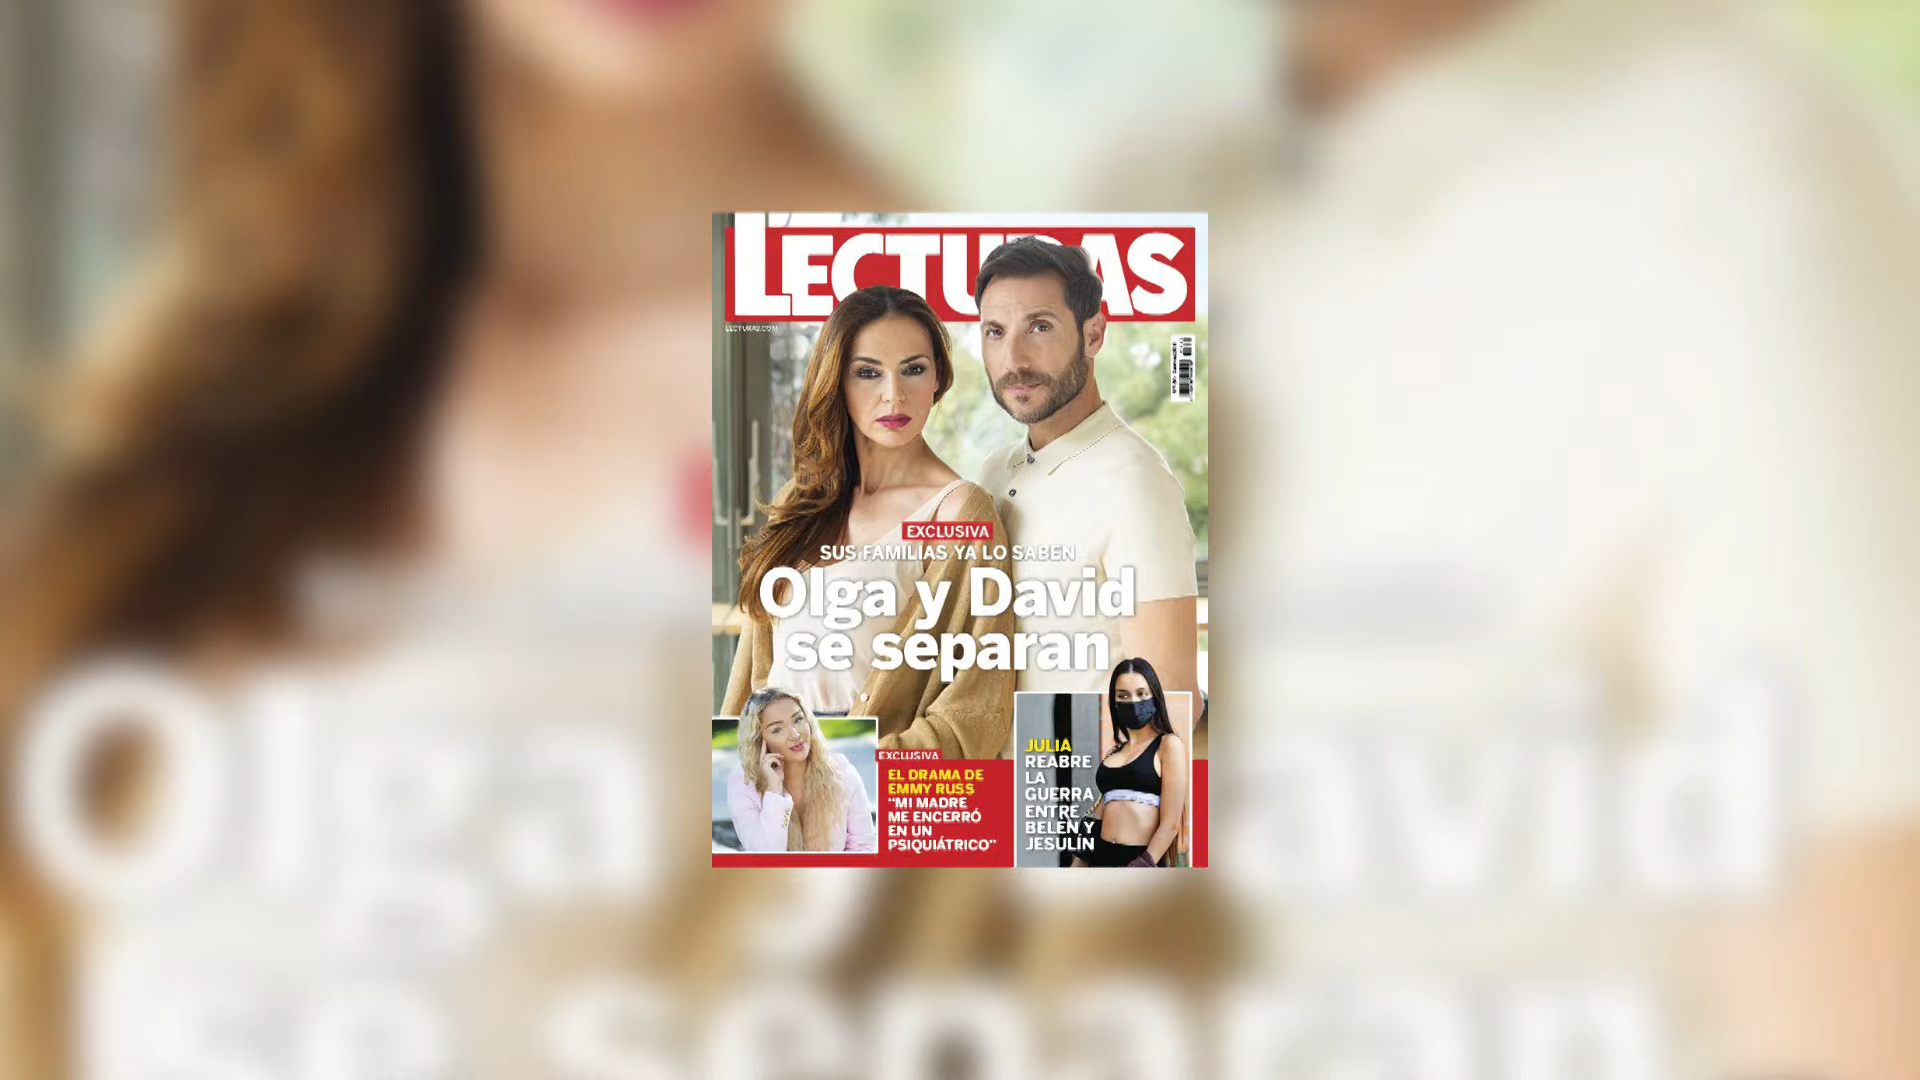 LECTURAS
LECTURAS.COM
EXCLUSIVA
SUS FAMILIAS YA LO SABEN
Olga y David
se separan
EXCLUSIVA
EL DRAMA DE
EMMY RUSS
“MI MADRE
ME ENCERRÓ
EN UN
PSIQUIÁTRICO”
JULIA
REABRE
LA
GUERRA
ENTRE
BELÉN Y
JESULÍN